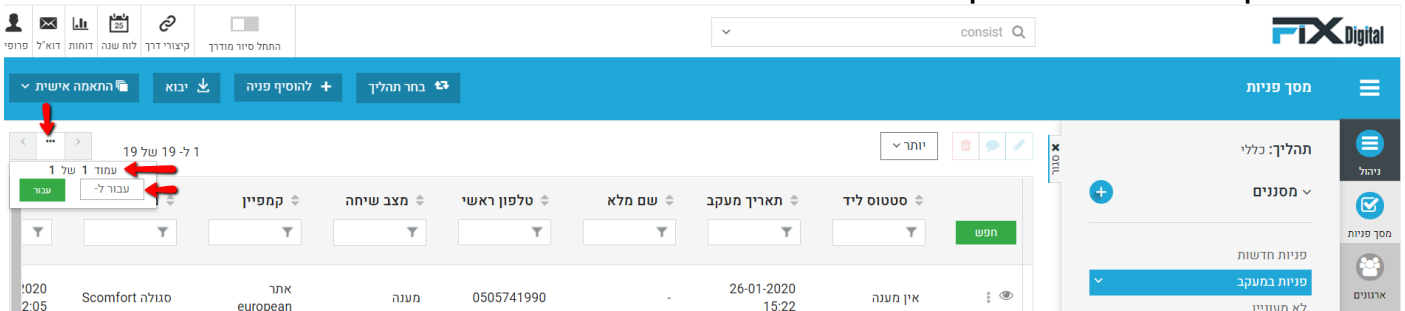 FIX Digital
consist
התחל סיור מודרך
קיצורי דרך
לוח שנה
25
דוחות
דוא"ל
מסך פניות
בחר תהליך
+ להוסיף פניה
יבוא
התאמה אישית
תהליך: כללי
סגור
יותר
1 ל- 19 של 19
עמוד 1 של 1
עבור ל-
עבור
ניהול
מסננים
סטטוס ליד
תאריך מעקב
שם מלא
טלפון ראשי
מצב שיחה
קמפיין
חפש
מסך פניות
פניות חדשות
פניות במעקב
לא מעוניין
ארגונים
אין מענה
26-01-2020
15:22
-
0505741990
מענה
אתר
european
סגולה Scomfort
2:05